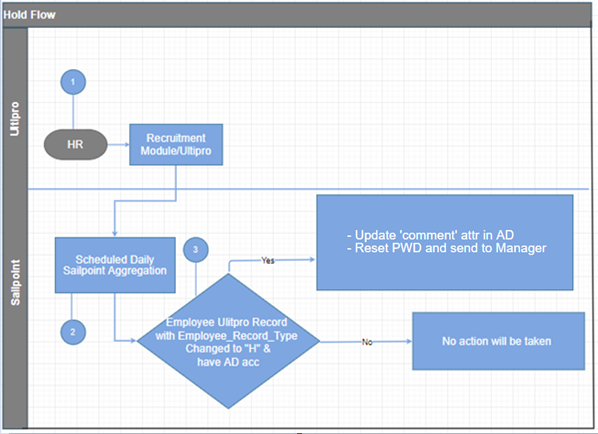 Hold Flow
Ultipro
1
HR
Recruitment
Module/Ultipro
Sailpoint
Scheduled Daily
Sailpoint Aggregation
2
3
Employee Ulitpro Record
with Employee_Record_Type
Changed to "H" &
have AD acc
Yes
- Update 'comment' attr in AD
- Reset PWD and send to Manager
No
No action will be taken